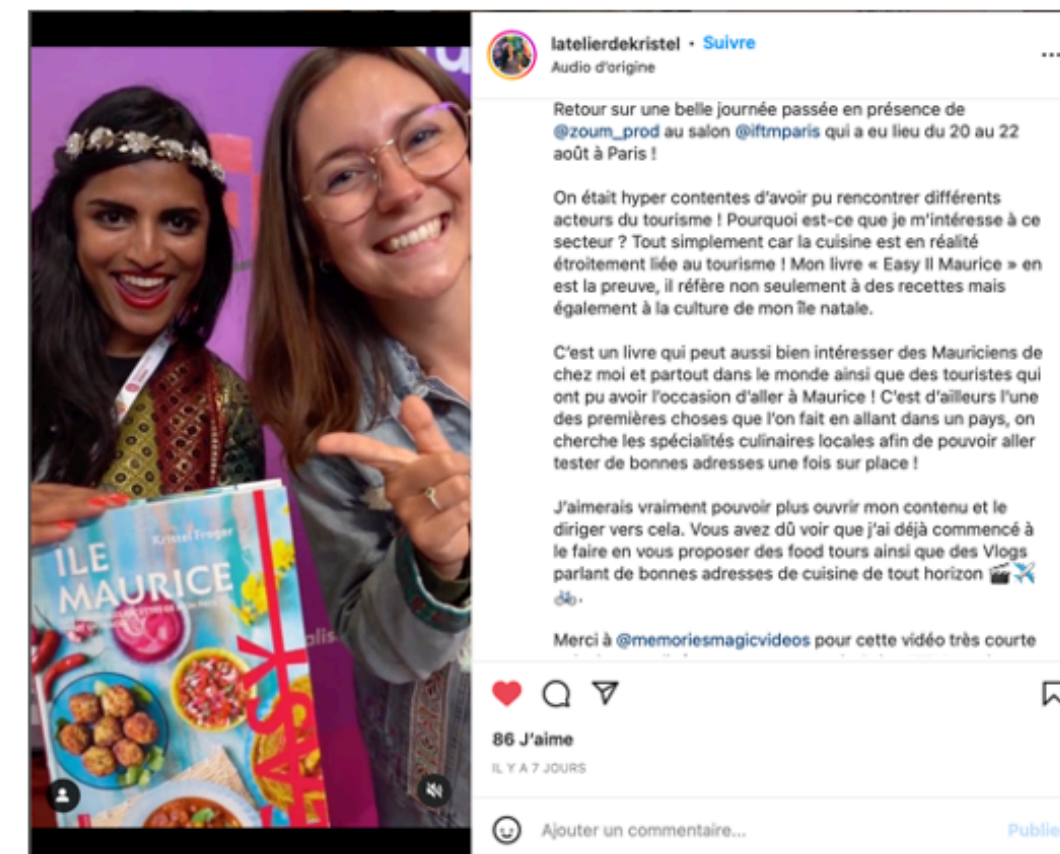 latelierdekristel • Suivre
Audio d'origine
Retour sur une belle journée passée en présence de
@zoum_prod au salon @iftmparis qui a eu lieu du 20 au 22
août à Paris !
On était hyper contentes d'avoir pu rencontrer différents
acteurs du tourisme ! Pourquoi est-ce que je m'intéresse à ce
secteur ? Tout simplement car la cuisine est en réalité
étroitement liée au tourisme ! Mon livre « Easy Il Maurice » en
est la preuve, il réfère non seulement à des recettes mais
également à la culture de mon île natale.
C'est un livre qui peut aussi bien intéresser des Mauriciens de
chez moi et partout dans le monde ainsi que des touristes qui
ont pu avoir l'occasion d'aller à Maurice ! C'est d'ailleurs l'une
des premières choses que l'on fait en allant dans un pays, on
cherche les spécialités culinaires locales afin de pouvoir aller
tester de bonnes adresses une fois sur place !
J'aimerais vraiment pouvoir plus ouvrir mon contenu et le
diriger vers cela. Vous avez dû voir que j'ai déjà commencé à
le faire en vous proposer des food tours ainsi que des Vlogs
parlant de bonnes adresses de cuisine de tout horizon 🎬✈️
🚲.
Merci à @memoriesmagicvideos pour cette vidéo très courte
86 J'aime
IL Y A 7 JOURS
Ajouter un commentaire...
Publie
Kristel Froger
ILE
MAURICE
EASY